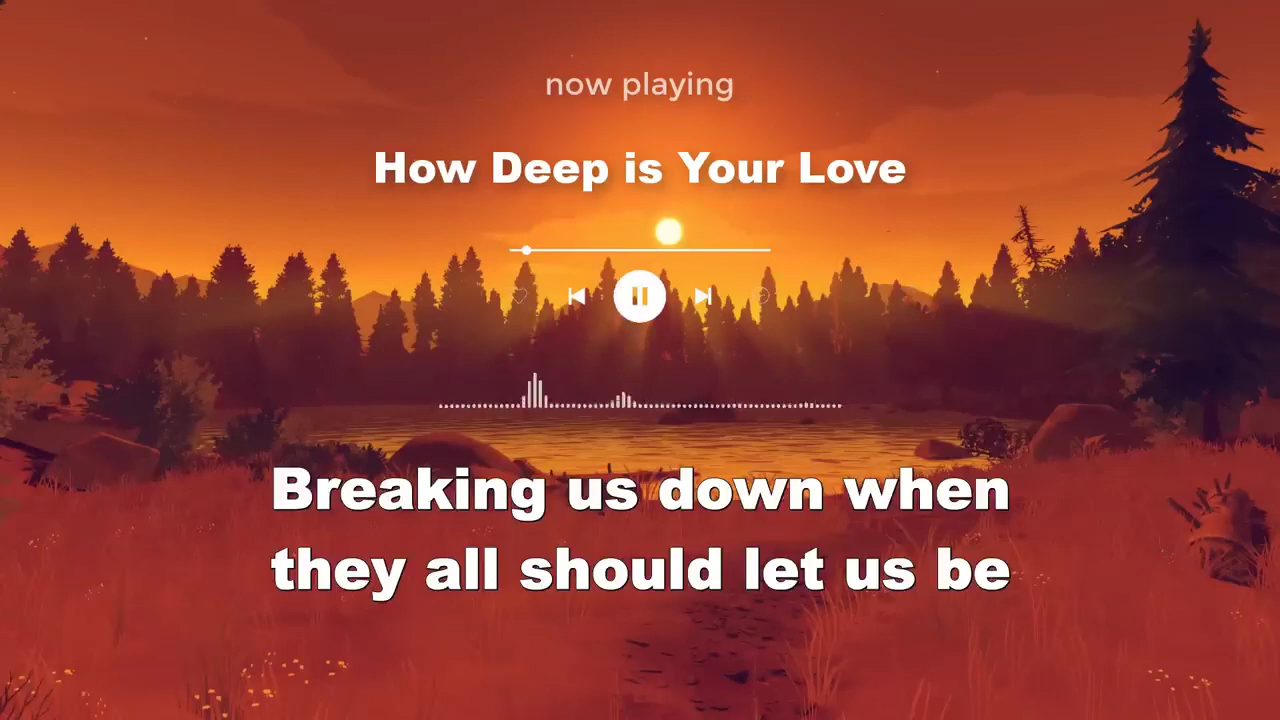 now playing
How Deep is Your Love
Breaking us down when
they all should let us be